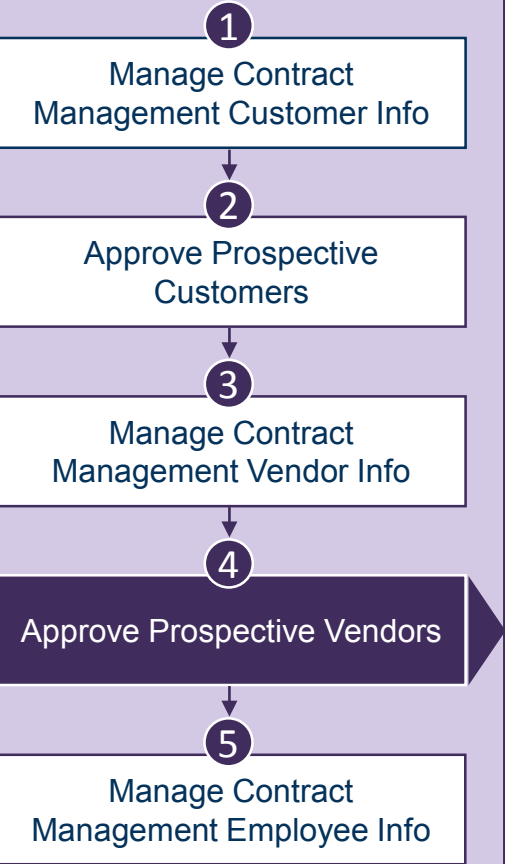 1
Manage Contract
Management Customer Info
2
Approve Prospective
Customers
3
Manage Contract
Management Vendor Info
4
Approve Prospective Vendors
5
Manage Contract
Management Employee Info